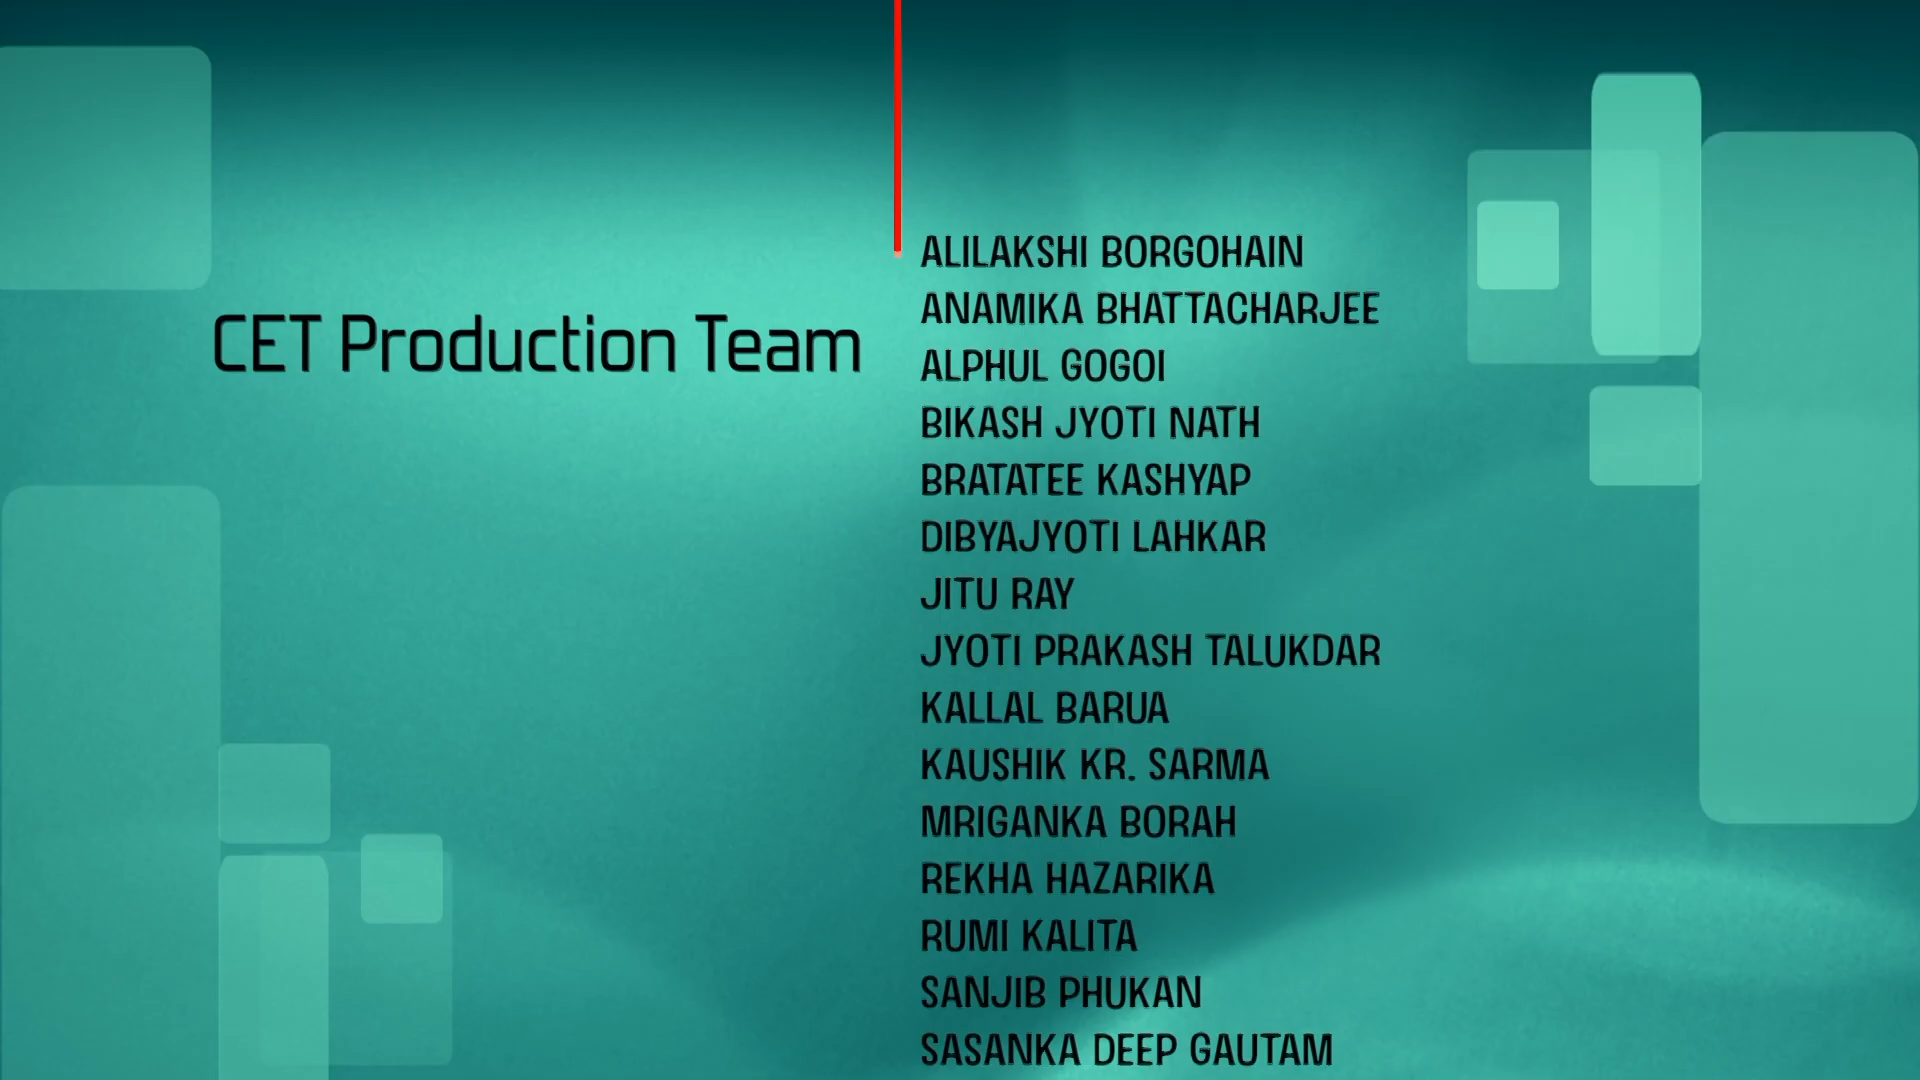 CET Production Team
ALILAKSHI BORGOHAIN
ANAMIKA BHATTACHARJEE
ALPHUL GOGOI
BIKASH JYOTI NATH
BRATATEE KASHYAP
DIBYAJYOTI LAHKAR
JITU RAY
JYOTI PRAKASH TALUKDAR
KALLAL BARUA
KAUSHIK KR. SARMA
MRIGANKA BORAH
REKHA HAZARIKA
RUMI KALITA
SANJIB PHUKAN
SASANKA DEEP GAUTAM